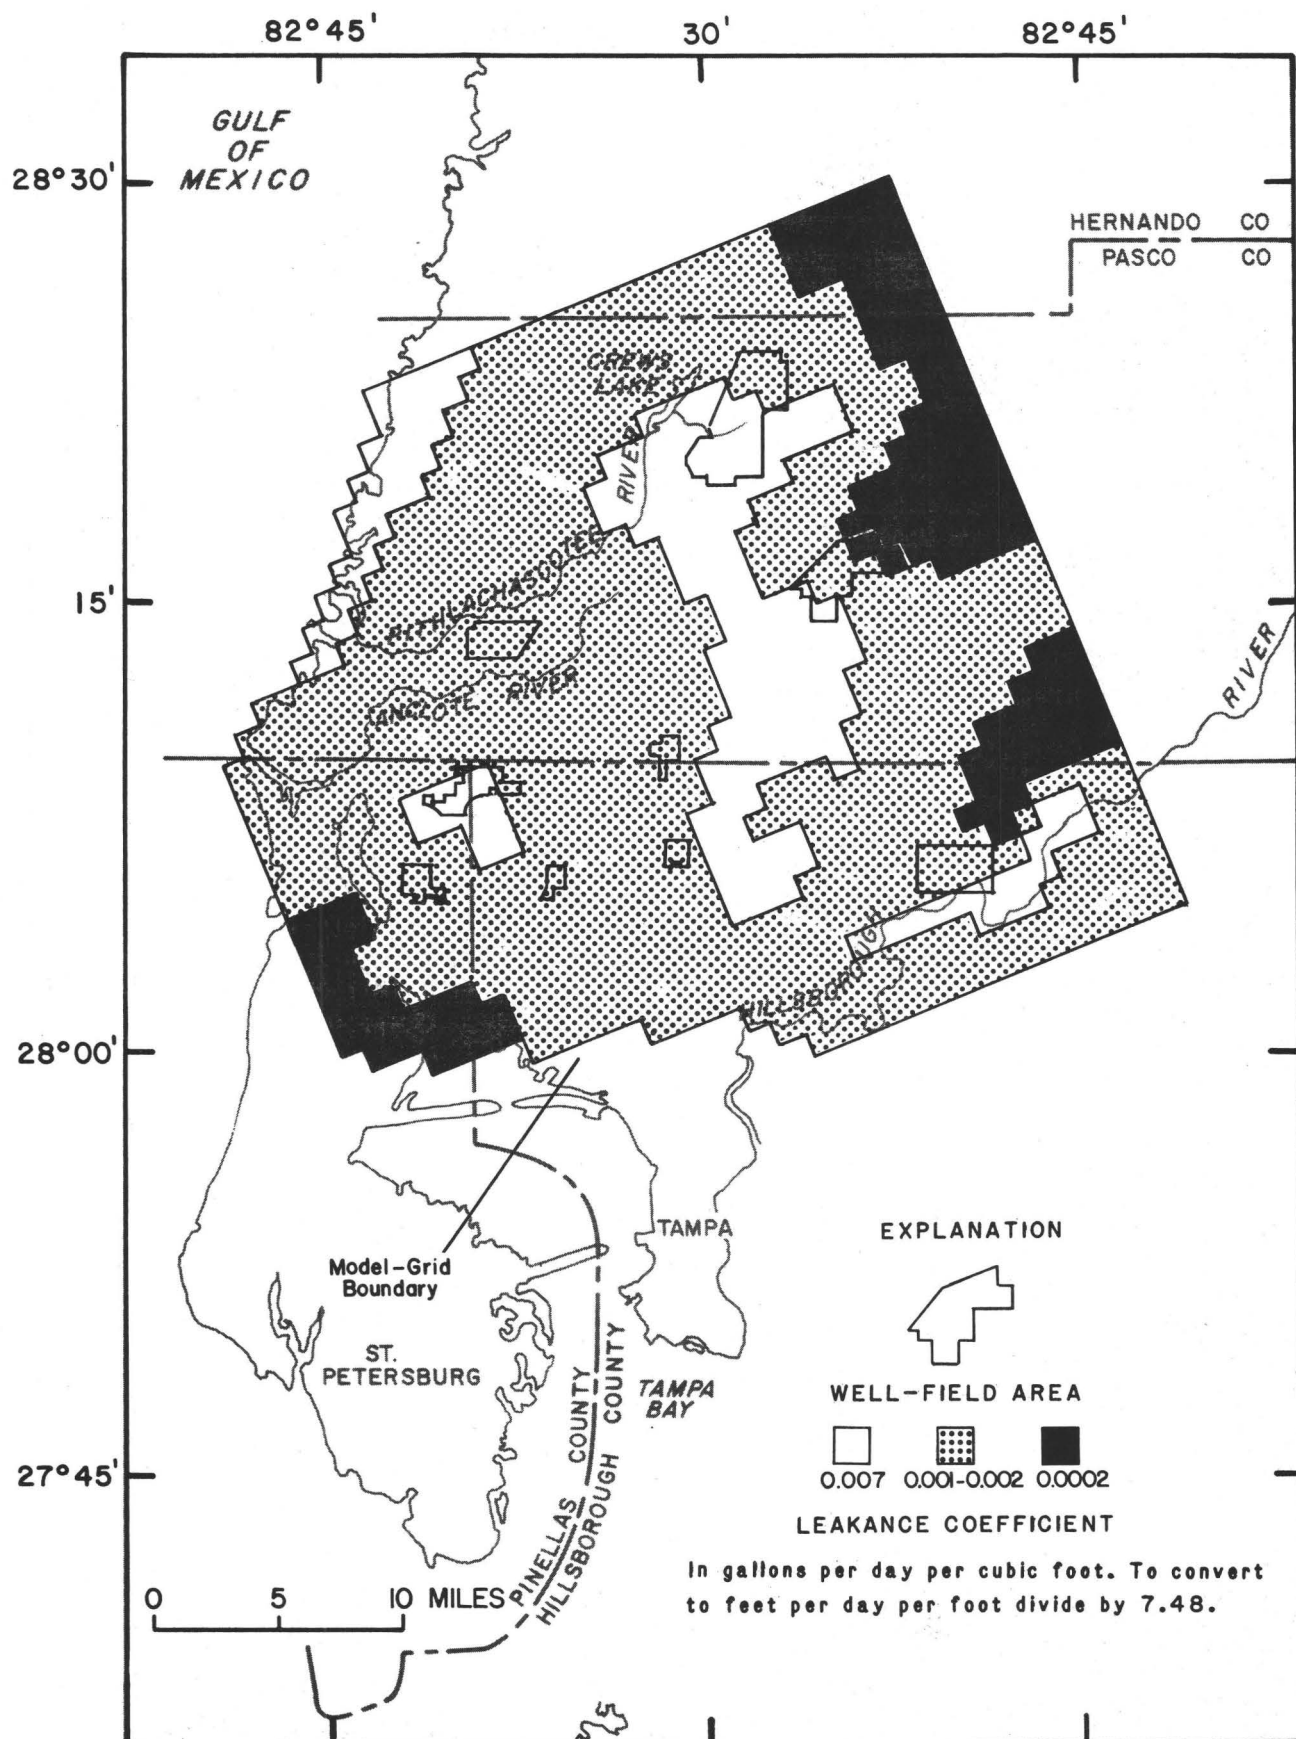 82°45' 30' 82°45'
GULF
OF
MEXICO
28°30'
HERNANDO CO
PASCO CO
CREWS
LAKE
RIVER
PITHLACHASCOTEE
15'
RIVER
ANCLOTE RIVER
HILLSBOROUGH
28°00'
TAMPA
EXPLANATION
Model-Grid
Boundary
ST.
PETERSBURG
TAMPA
BAY
WELL-FIELD AREA
PINELLAS COUNTY
HILLSBOROUGH COUNTY
27°45'
0.007 0.001-0.002 0.0002
LEAKANCE COEFFICIENT
In gallons per day per cubic foot. To convert
to feet per day per foot divide by 7.48.
0 5 10 MILES